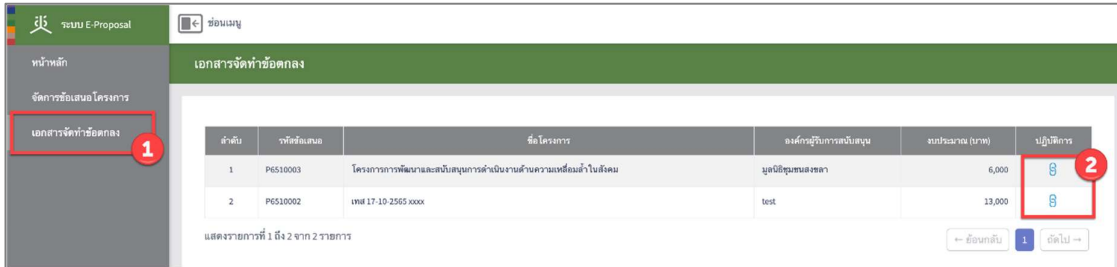 ระบบ E-Proposal
ซ่อนเมนู
หน้าหลัก
เอกสารจัดทำข้อตกลง
จัดการข้อเสนอโครงการ
เอกสารจัดทำข้อตกลง
1
ลำดับ รหัสข้อเสนอ ชื่อโครงการ องค์กรผู้รับการสนับสนุน งบประมาณ (บาท) ปฏิบัติการ
1 P6510003 โครงการการพัฒนาและสนับสนุนการดำเนินงานด้านความเหลื่อมล้ำในสังคม มูลนิธิชุมชนสงขลา 6,000 2
2 P6510002 เทส 17-10-2565 xxxx test 13,000
แสดงรายการที่ 1 ถึง 2 จาก 2 รายการ
← ย้อนกลับ 1 ถัดไป →